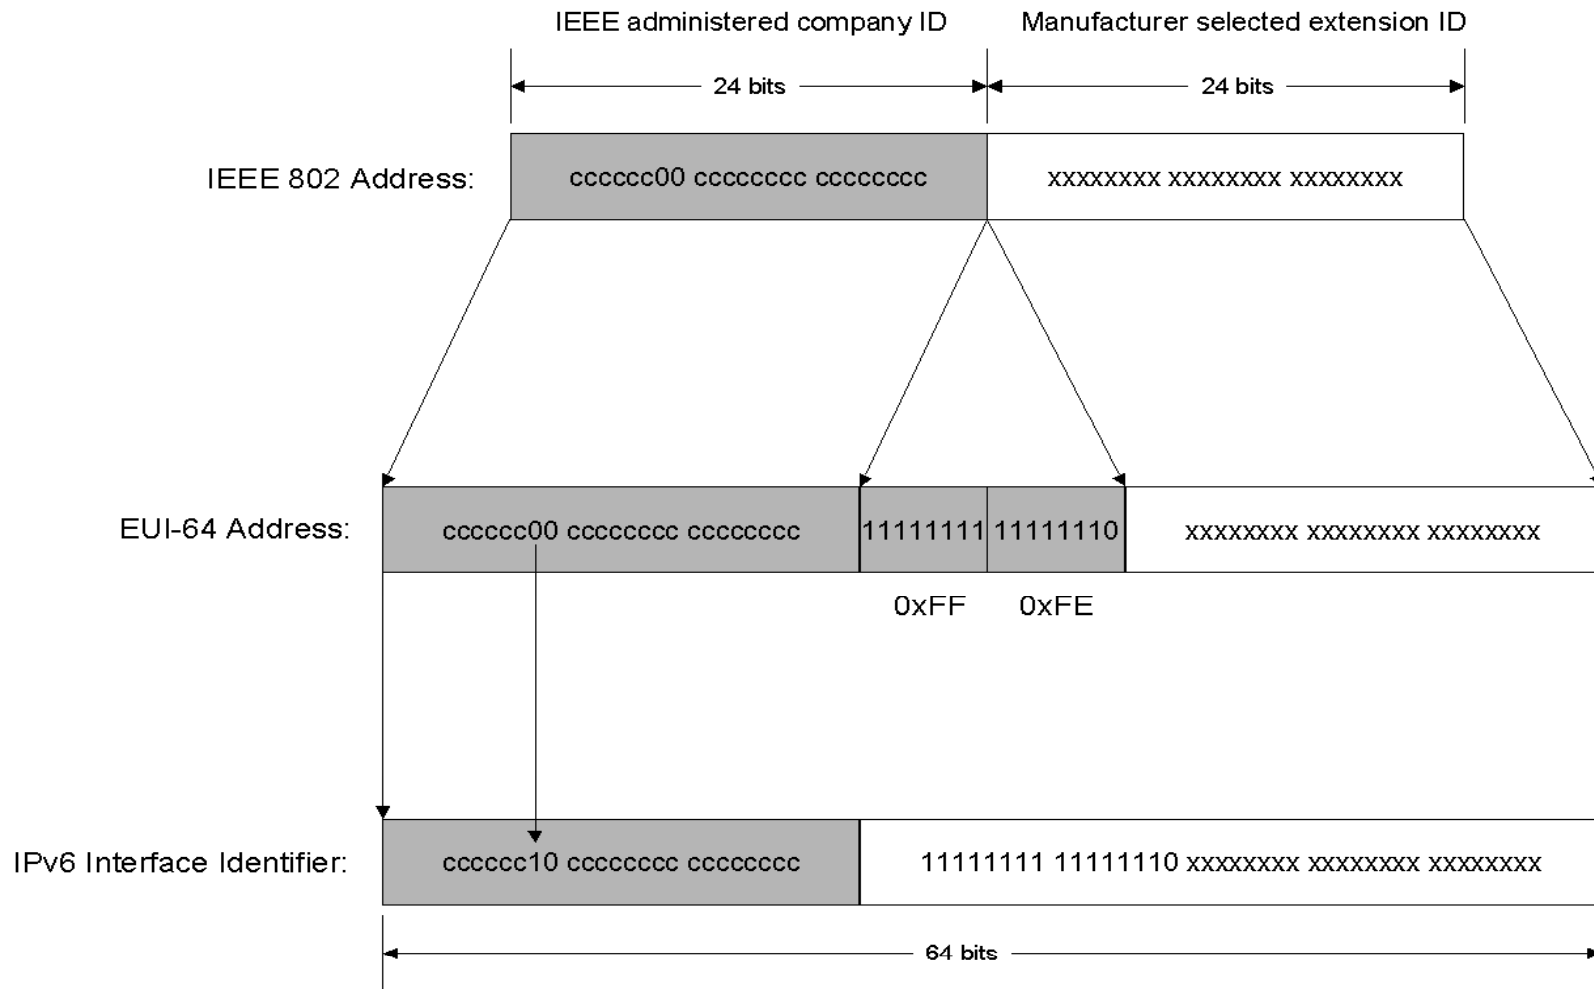 IEEE administered company ID Manufacturer selected extension ID
24 bits 24 bits
IEEE 802 Address: cccccc00 cccccccc cccccccc xxxxxxxx xxxxxxxx xxxxxxxx
EUI-64 Address: cccccc00 cccccccc cccccccc 11111111 11111110 xxxxxxxx xxxxxxxx xxxxxxxx
0xFF 0xFE
IPv6 Interface Identifier: cccccc10 cccccccc cccccccc 11111111 11111110 xxxxxxxx xxxxxxxx xxxxxxxx
64 bits